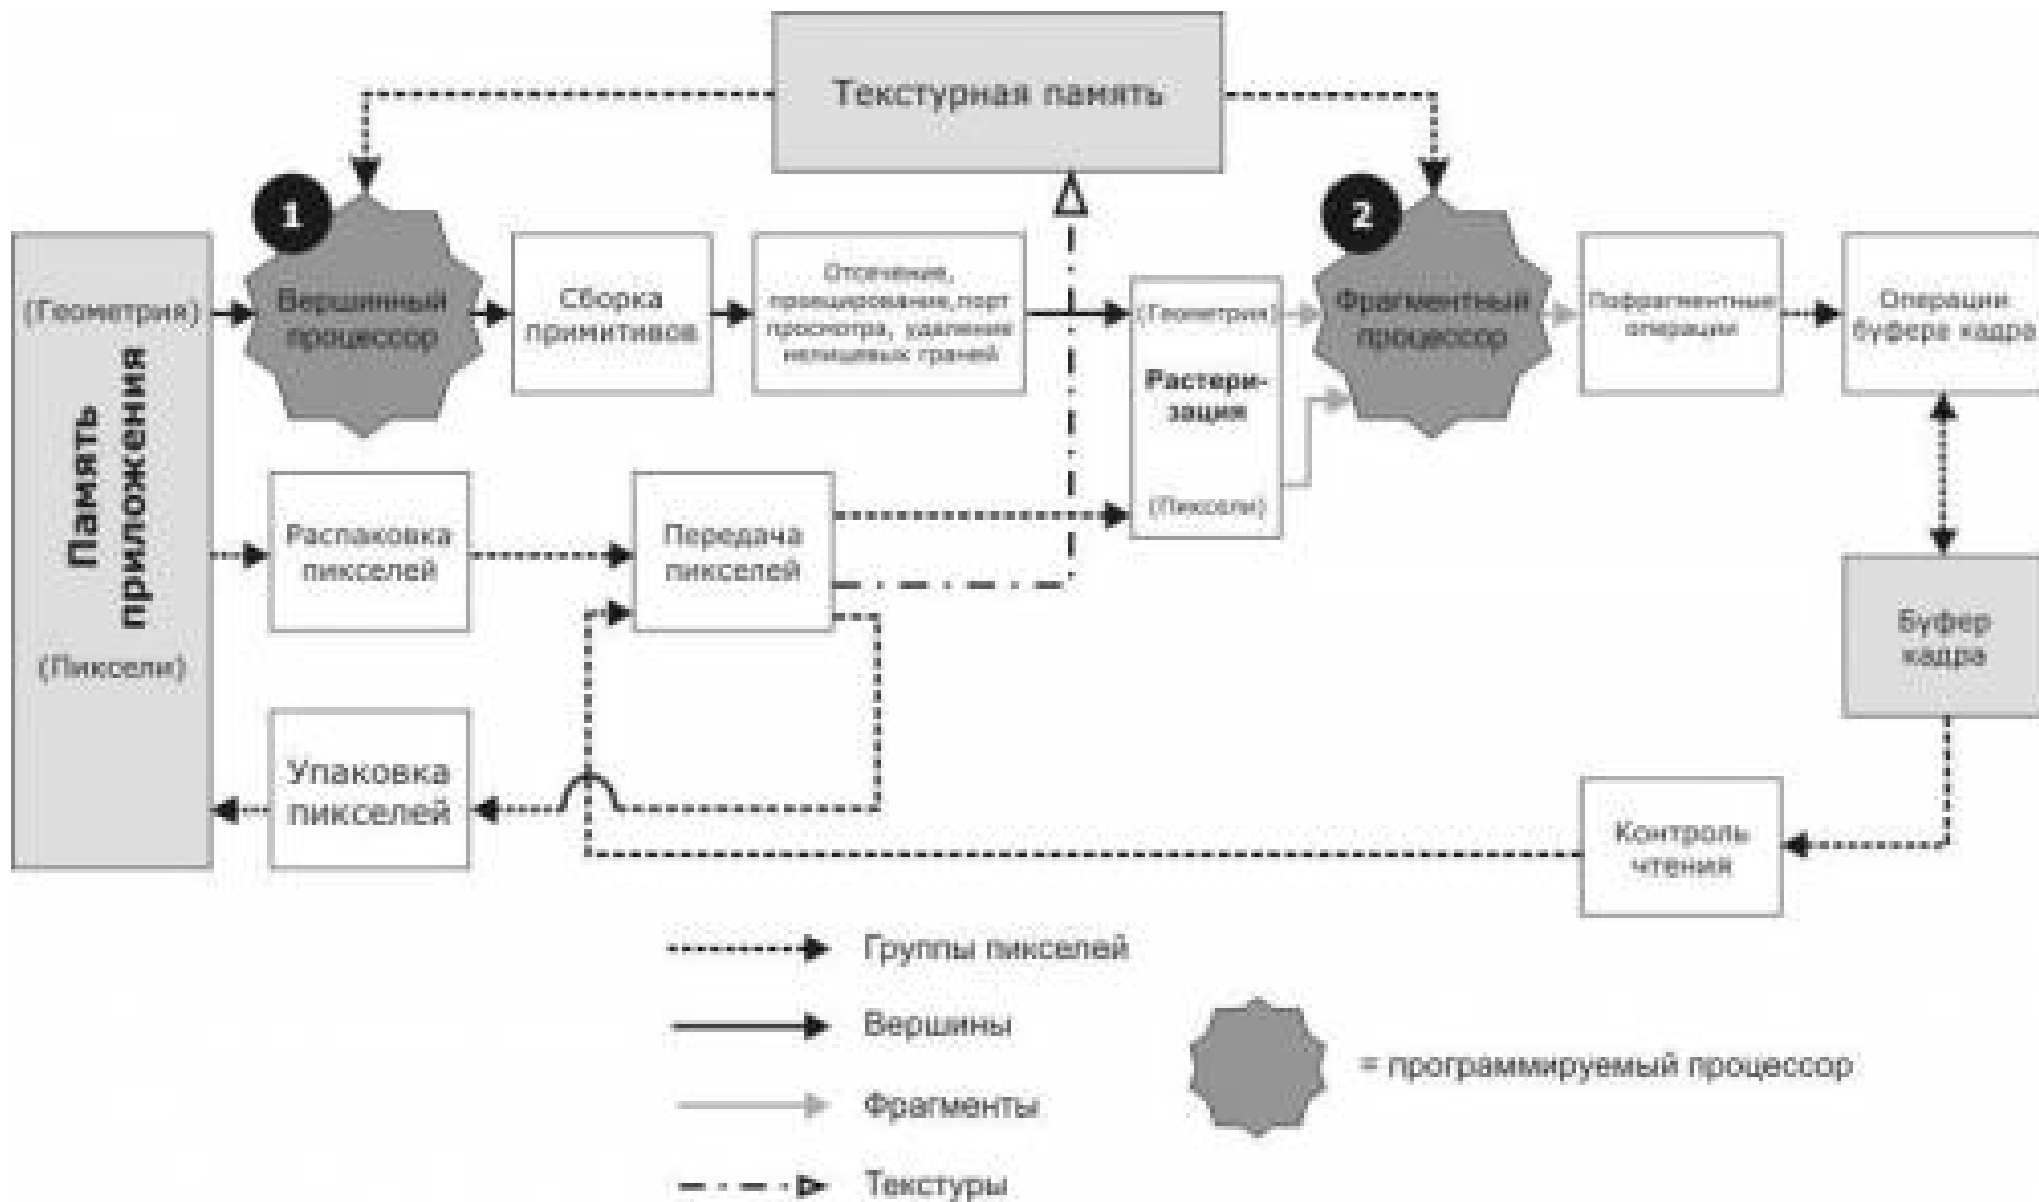 Текстурная память
1
2
(Геометрия)
Память
приложения
(Пиксели)
Вершинный
процессор
Сборка
примитивов
Отсечение,
проецирование,порт
просмотра, удаление
нелицевых граней
(Геометрия)
Растери-
зация
(Пиксели)
Фрагментный
процессор
Пофрагментные
операции
Операции
буфера кадра
Распаковка
пикселей
Передача
пикселей
Буфер
кадра
Упаковка
пикселей
Контроль
чтения
Группы пикселей
Вершины
Фрагменты
Текстуры
= программируемый процессор